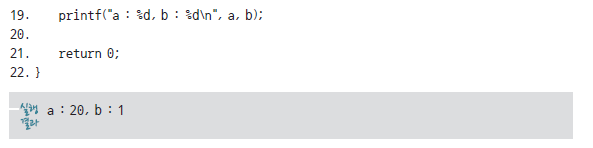 19. printf("a : %d, b : %d\n", a, b);
20.
21. return 0;
22. }
실행 a : 20, b : 1
결과